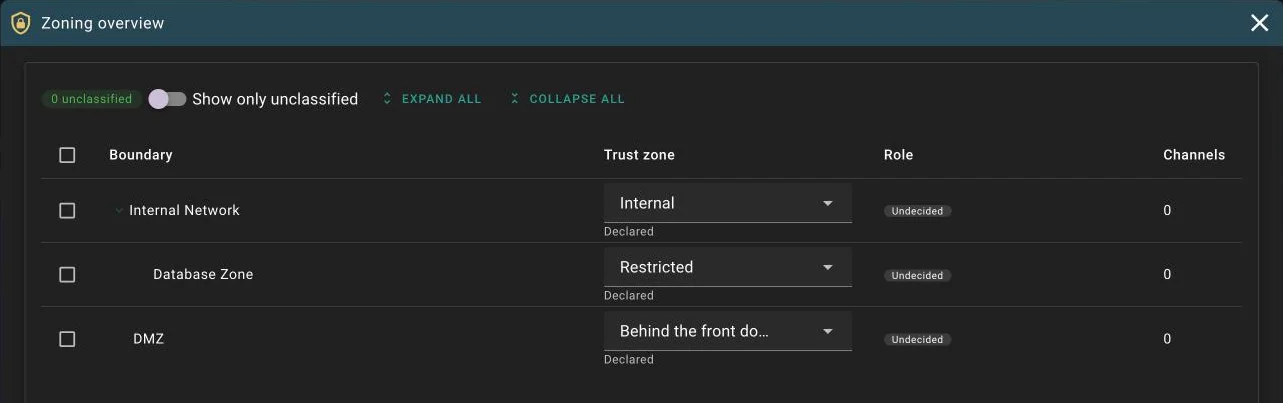 Zoning overview
0 unclassified Show only unclassified EXPAND ALL COLLAPSE ALL
Boundary Trust zone Role Channels
Internal Network Internal Undecided 0
Declared
Database Zone Restricted Undecided 0
Declared
DMZ Behind the front do... Undecided 0
Declared